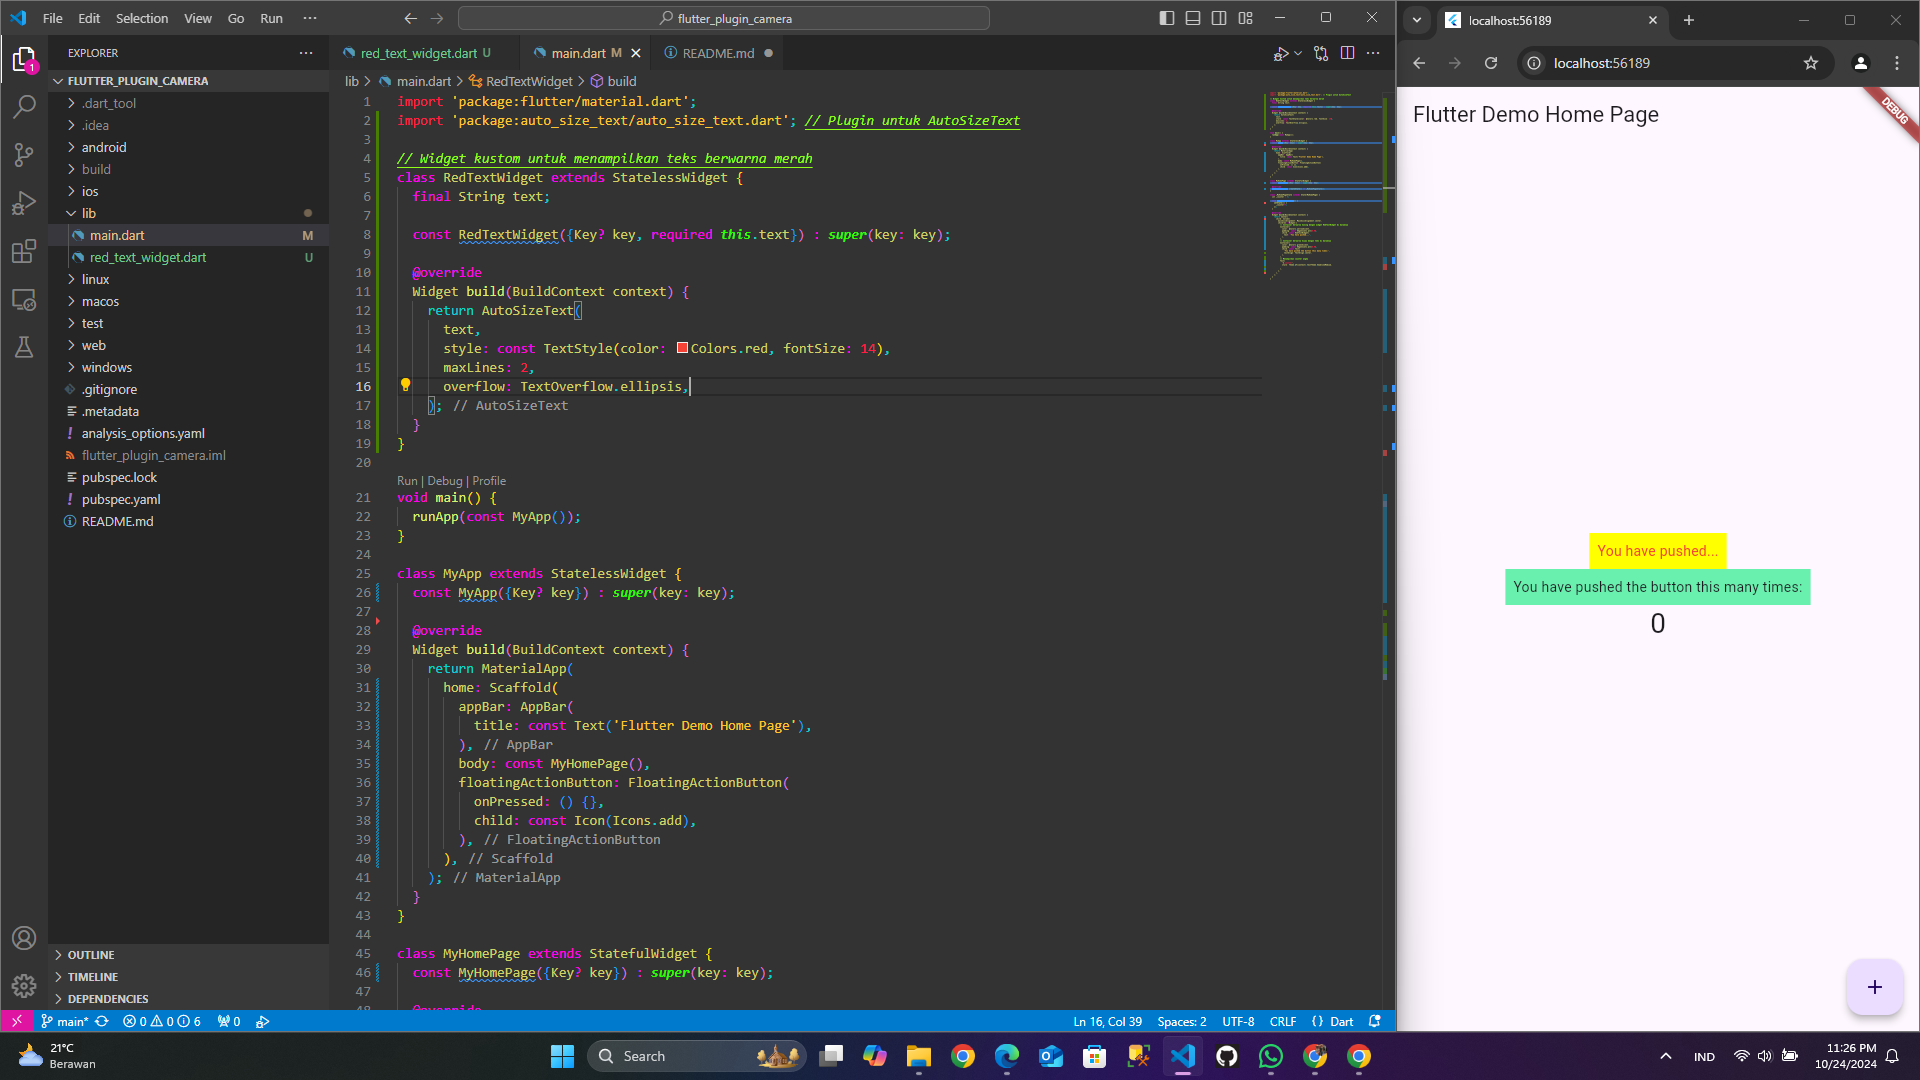 File Edit Selection View Go Run ···
flutter_plugin_camera
EXPLORER
FLUTTER_PLUGIN_CAMERA
.dart_tool
.idea
android
build
ios
lib
main.dart M
red_text_widget.dart U
linux
macos
test
web
windows
.gitignore
.metadata
analysis_options.yaml
flutter_plugin_camera.iml
pubspec.lock
pubspec.yaml
README.md
OUTLINE
TIMELINE
DEPENDENCIES
1
red_text_widget.dart U main.dart M README.md
lib > main.dart > RedTextWidget > build
1 import 'package:flutter/material.dart';
2 import 'package:auto_size_text/auto_size_text.dart'; // Plugin untuk AutoSizeText
3
4 // Widget kustom untuk menampilkan teks berwarna merah
5 class RedTextWidget extends StatelessWidget {
6 final String text;
7
8 const RedTextWidget({Key? key, required this.text}) : super(key: key);
9
10 @override
11 Widget build(BuildContext context) {
12 return AutoSizeText(
13 text,
14 style: const TextStyle(color: Colors.red, fontSize: 14),
15 maxLines: 2,
16 overflow: TextOverflow.ellipsis,
17 ); // AutoSizeText
18 }
19 }
20
Run | Debug | Profile
21 void main() {
22 runApp(const MyApp());
23 }
24
25 class MyApp extends StatelessWidget {
26 const MyApp({Key? key}) : super(key: key);
27
28 @override
29 Widget build(BuildContext context) {
30 return MaterialApp(
31 home: Scaffold(
32 appBar: AppBar(
33 title: const Text('Flutter Demo Home Page'),
34 ), // AppBar
35 body: const MyHomePage(),
36 floatingActionButton: FloatingActionButton(
37 onPressed: () {},
38 child: const Icon(Icons.add),
39 ), // FloatingActionButton
40 ), // Scaffold
41 ); // MaterialApp
42 }
43 }
44
45 class MyHomePage extends StatefulWidget {
46 const MyHomePage({Key? key}) : super(key: key);
47
48 @override
main* 0 0 6 0
Ln 16, Col 39 Spaces: 2 UTF-8 CRLF {} Dart
localhost:56189
localhost:56189
Flutter Demo Home Page
DEBUG
You have pushed...
You have pushed the button this many times:
0
+
21°C
Berawan
Search
IND
11:26 PM
10/24/2024